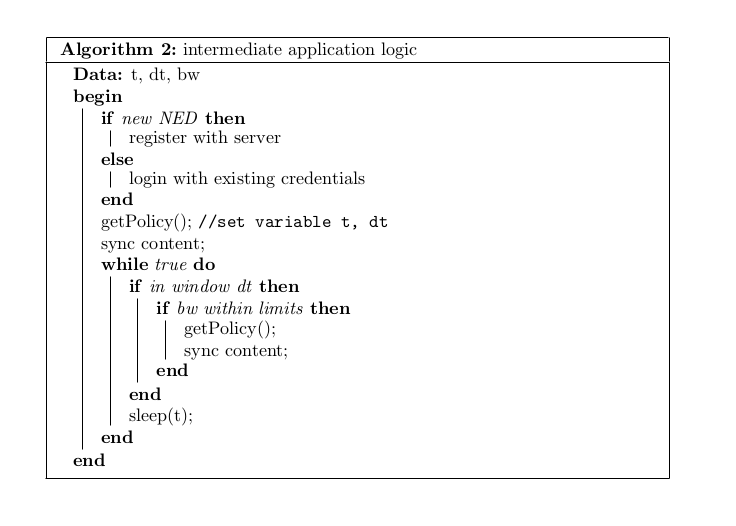 Algorithm 2: intermediate application logic
Data: t, dt, bw
begin
if new NED then
register with server
else
login with existing credentials
end
getPolicy(); //set variable t, dt
sync content;
while true do
if in window dt then
if bw within limits then
getPolicy();
sync content;
end
end
sleep(t);
end
end